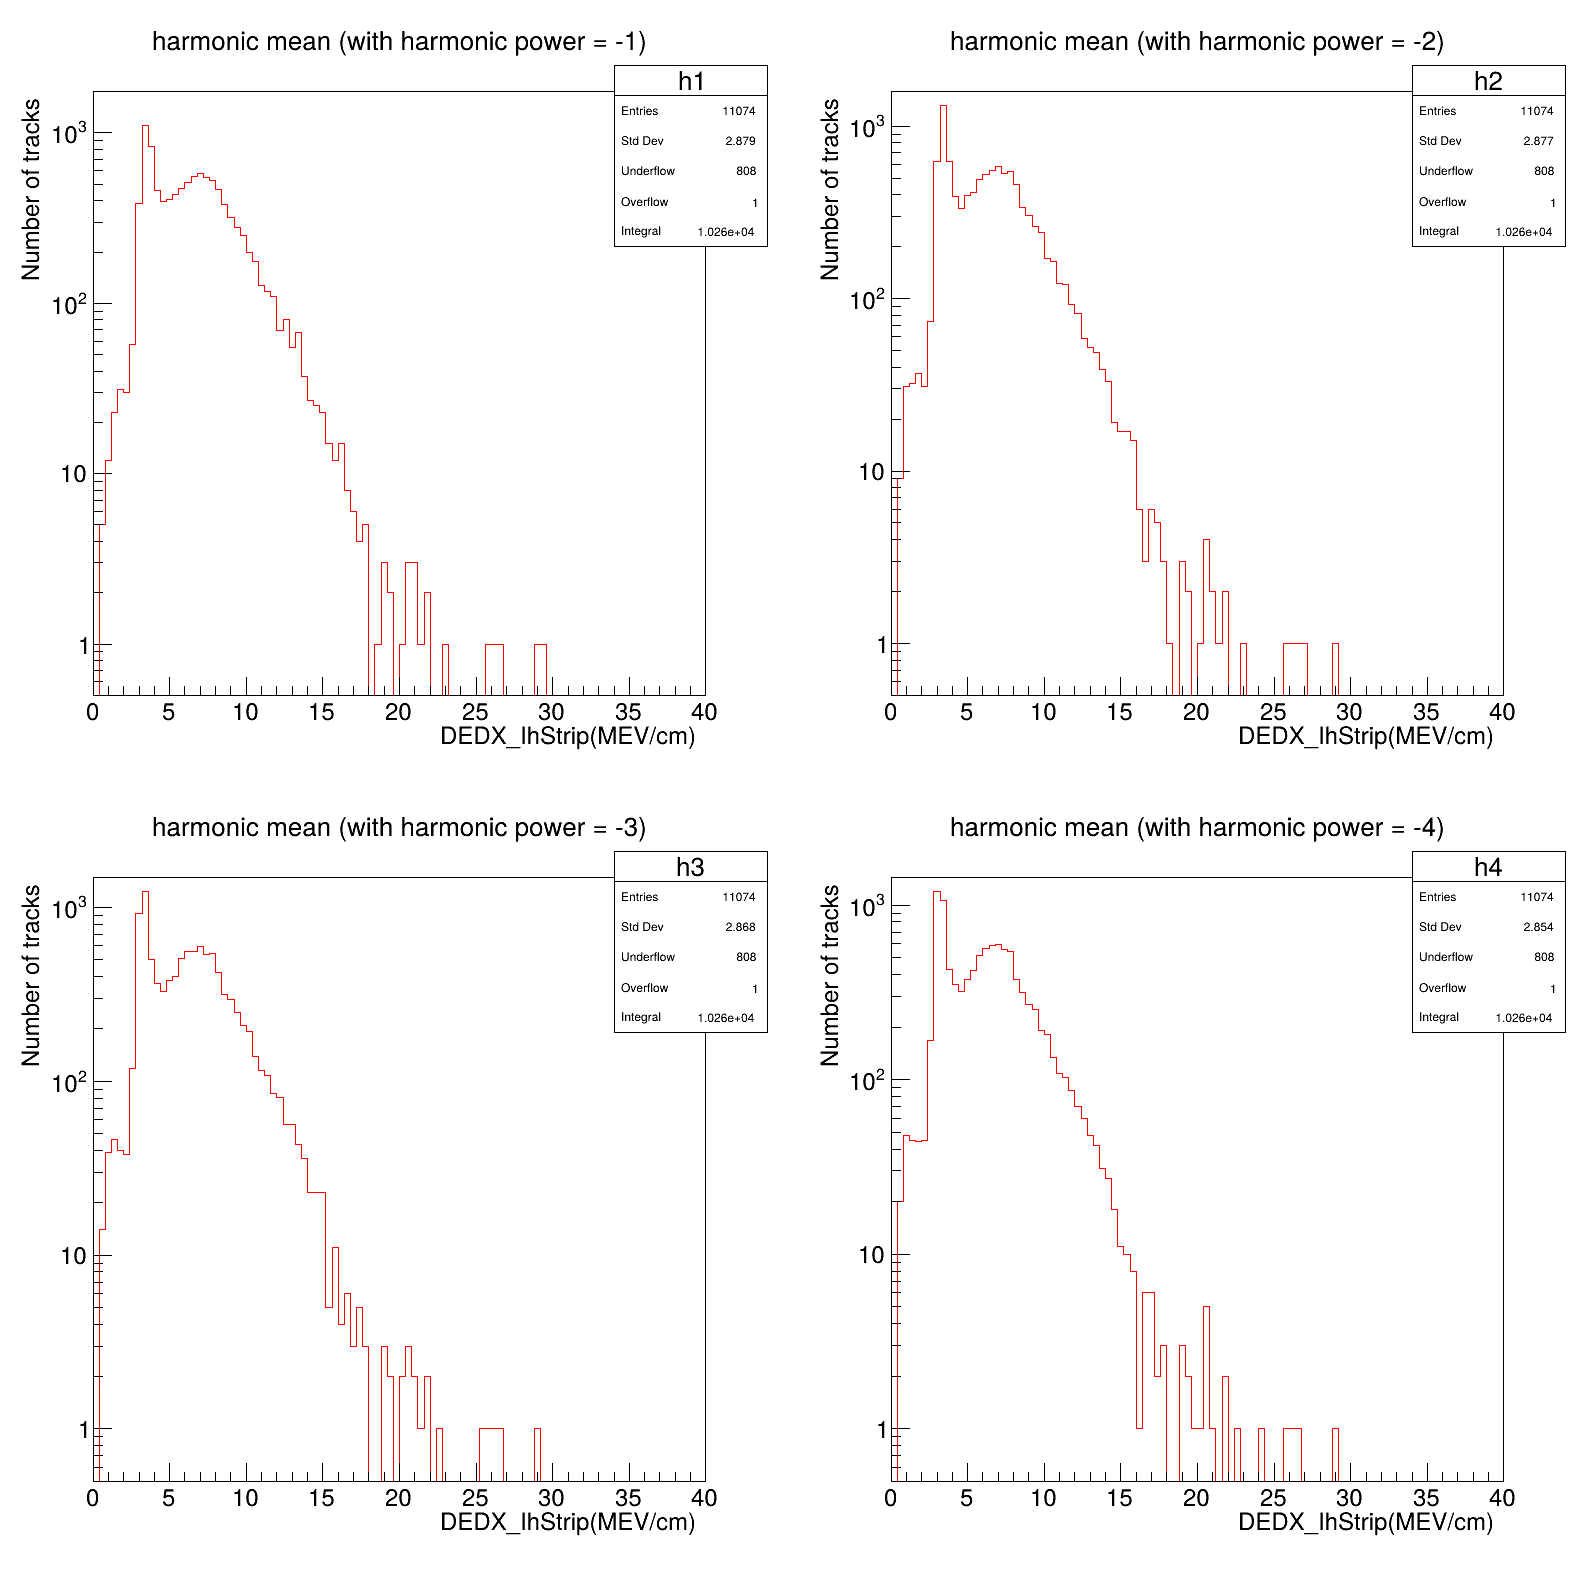 harmonic mean (with harmonic power = -1)
h1
Entries 11074
Std Dev 2.879
Underflow 808
Overflow 1
Integral 1.026e+04
Number of tracks
10³
10²
10
1
0 5 10 15 20 25 30 35 40
DEDX_IhStrip(MEV/cm)
harmonic mean (with harmonic power = -2)
h2
Entries 11074
Std Dev 2.877
Underflow 808
Overflow 1
Integral 1.026e+04
Number of tracks
10³
10²
10
1
0 5 10 15 20 25 30 35 40
DEDX_IhStrip(MEV/cm)
harmonic mean (with harmonic power = -3)
h3
Entries 11074
Std Dev 2.868
Underflow 808
Overflow 1
Integral 1.026e+04
Number of tracks
10³
10²
10
1
0 5 10 15 20 25 30 35 40
DEDX_IhStrip(MEV/cm)
harmonic mean (with harmonic power = -4)
h4
Entries 11074
Std Dev 2.854
Underflow 808
Overflow 1
Integral 1.026e+04
Number of tracks
10³
10²
10
1
0 5 10 15 20 25 30 35 40
DEDX_IhStrip(MEV/cm)